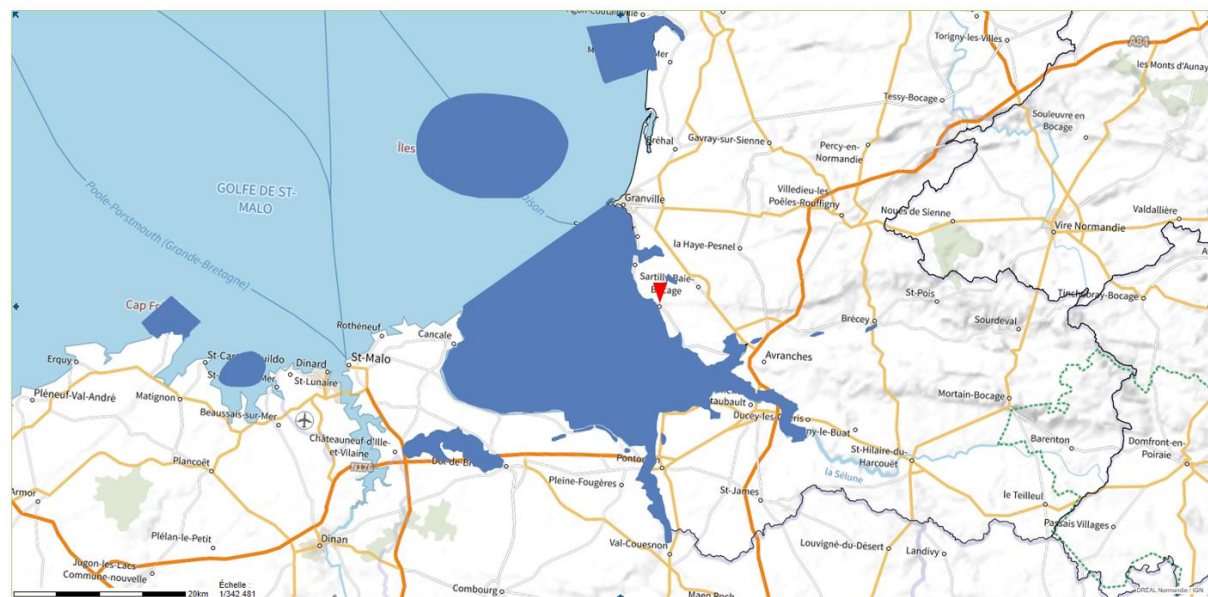 Torigny-les-Villes
A84
les Monts d'Aunay
Mer
Tessy-Bocage
Souleuvre en
Bocage
Bréhal
Gavray-sur-Sienne
Percy-en-
Normandie
Îles
GOLFE DE ST-
MALO
Poole-Porstmouth (Grande-Bretagne)
Granville
Villedieu-les
Poêles-Rouffigny
Noues de Sienne
Valdallière
Vire Normandie
la Haye-Pesnel
Sartilly-Baie-
Bocage
St-Pois
Tinchebray-Bocage
Cap
Rothéneuf
Cancale
Brécey
Sourdeval
Erquy
Dinard
St-Malo
St-Lunaire
Avranches
Pléneuf-Val-André
Matignon
Mortain-Bocage
Beaussais-sur-Mer
Ducey-les
Châteauneuf-d'Ille-
et-Vilaine
Barenton
Domfront-en-
Poiraie
St-Hilaire-du-
Harcouët
Plancoët
N176
la Sélune
Pleine-Fougères
St-James
le Teilleul
Passais Villages
Plélan-le-Petit
Dinan
Val-Couesnon
Louvigné-du-Désert
Landivy
Jugon-les-Lacs
Commune-nouvelle
Combourg
Échelle :
1/342 481
20km
DREAL Normandie / IGN